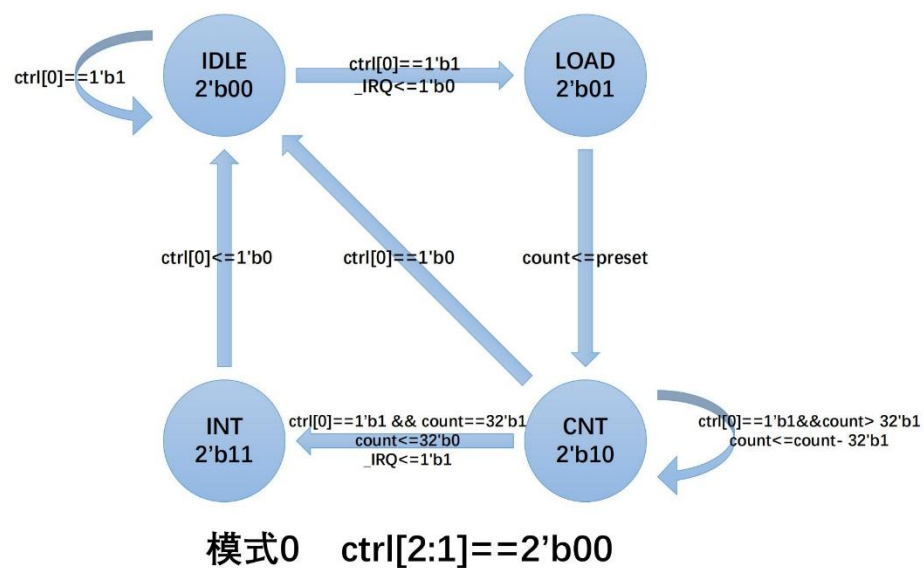 IDLE
2'b00
LOAD
2'b01
ctrl[0]==1'b1
ctrl[0]==1'b1
_IRQ<=1'b0
ctrl[0]<=1'b0
ctrl[0]==1'b0
count<=preset
INT
2'b11
ctrl[0]==1'b1 && count==32'b1
count<=32'b0
_IRQ<=1'b1
CNT
2'b10
ctrl[0]==1'b1&&count> 32'b1
count<=count- 32'b1
模式0 ctrl[2:1]==2’b00